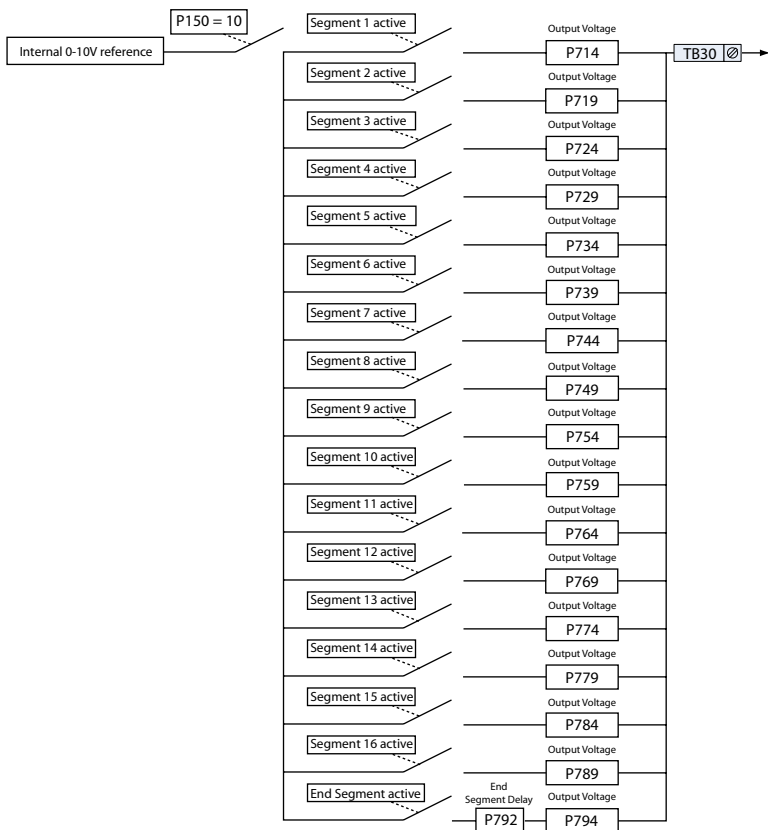 P150 = 10
Internal 0-10V reference
Segment 1 active
Output Voltage
P714
TB30
Segment 2 active
Output Voltage
P719
Segment 3 active
Output Voltage
P724
Segment 4 active
Output Voltage
P729
Segment 5 active
Output Voltage
P734
Segment 6 active
Output Voltage
P739
Segment 7 active
Output Voltage
P744
Segment 8 active
Output Voltage
P749
Segment 9 active
Output Voltage
P754
Segment 10 active
Output Voltage
P759
Segment 11 active
Output Voltage
P764
Segment 12 active
Output Voltage
P769
Segment 13 active
Output Voltage
P774
Segment 14 active
Output Voltage
P779
Segment 15 active
Output Voltage
P784
Segment 16 active
Output Voltage
P789
End Segment active
End
Segment Delay
P792
Output Voltage
P794